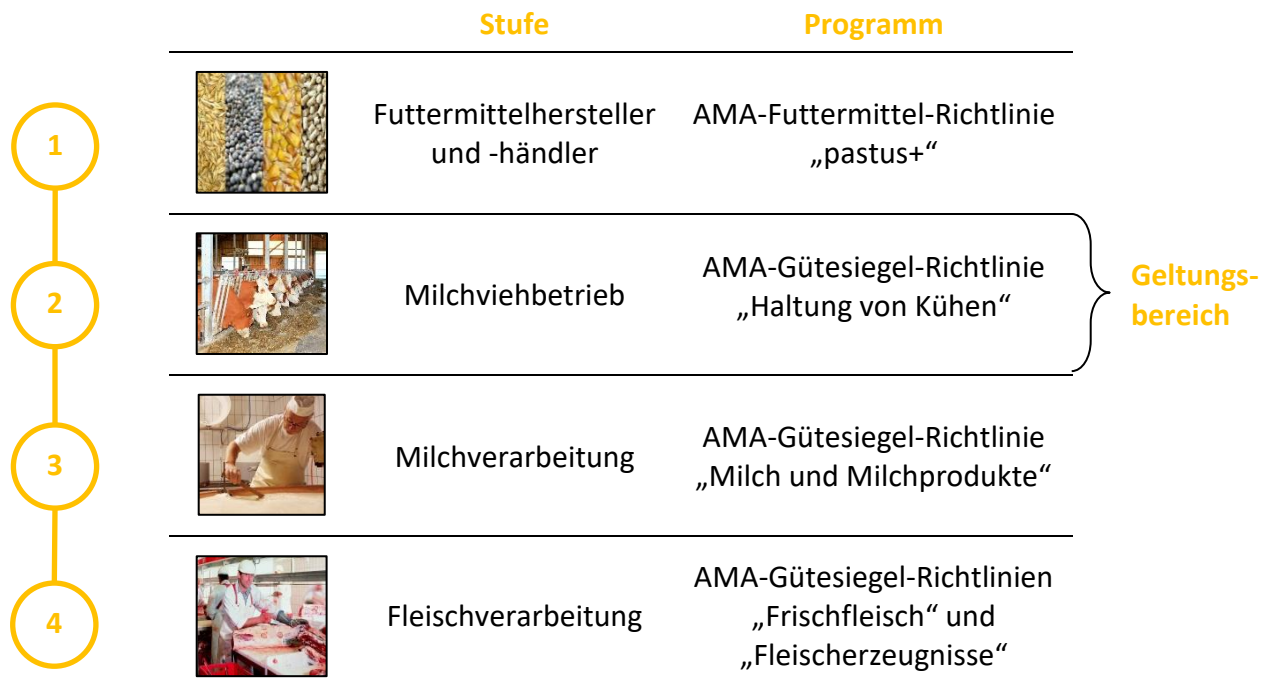 Stufe Programm
1
Futtermittelhersteller
und -händler
AMA-Futtermittel-Richtlinie
„pastus+“
2
Milchviehbetrieb
AMA-Gütesiegel-Richtlinie
„Haltung von Kühen“
Geltungs-
bereich
3
Milchverarbeitung
AMA-Gütesiegel-Richtlinie
„Milch und Milchprodukte“
4
Fleischverarbeitung
AMA-Gütesiegel-Richtlinien
„Frischfleisch“ und
„Fleischerzeugnisse“